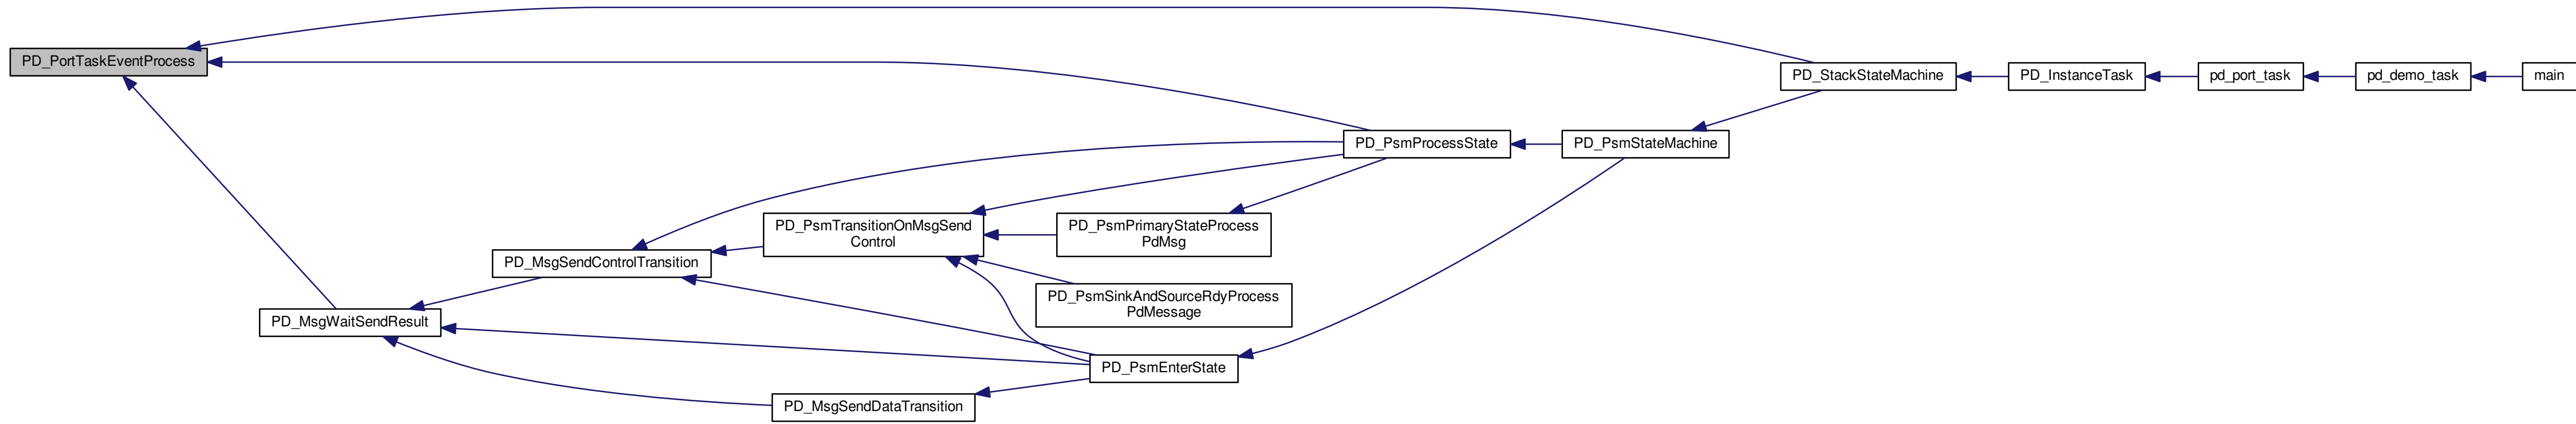 PD_PortTaskEventProcess
PD_StackStateMachine
PD_InstanceTask
pd_port_task
pd_demo_task
main
PD_PsmProcessState
PD_PsmStateMachine
PD_PsmTransitionOnMsgSend
Control
PD_PsmPrimaryStateProcess
PdMsg
PD_MsgSendControlTransition
PD_PsmSinkAndSourceRdyProcess
PdMessage
PD_MsgWaitSendResult
PD_PsmEnterState
PD_MsgSendDataTransition